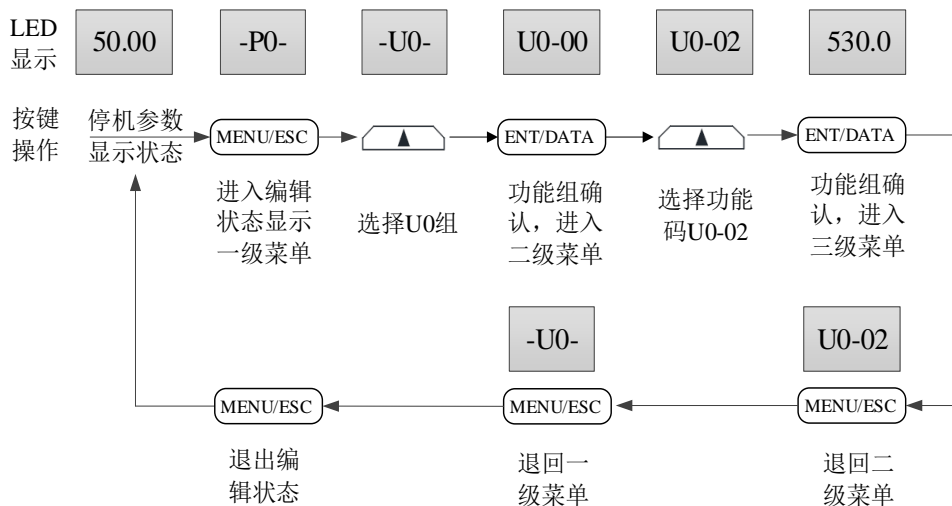 LED
显示
50.00
-P0-
-U0-
U0-00
U0-02
530.0
按键
操作
停机参数
显示状态
MENU/ESC
ENT/DATA
ENT/DATA
进入编辑
状态显示
一级菜单
选择U0组
功能组确
认，进入
二级菜单
选择功能
码U0-02
功能组确
认，进入
三级菜单
-U0-
U0-02
MENU/ESC
MENU/ESC
MENU/ESC
退出编
辑状态
退回一
级菜单
退回二
级菜单